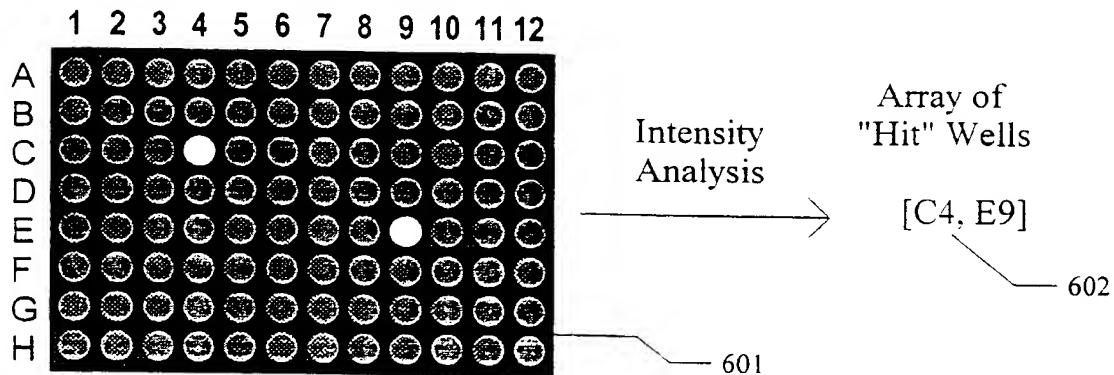 1 2 3 4 5 6 7 8 9 10 11 12
A
B
C
D
E
F
G
H
Intensity
Analysis
Array of
"Hit" Wells
[C4, E9]
602
601